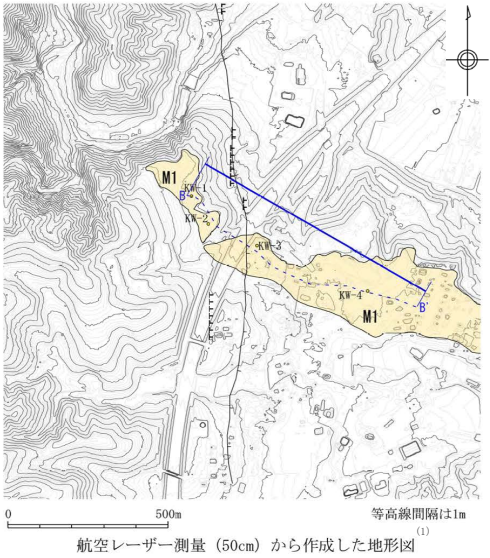 M1
KW-1
B
KW-2
KW-3
KW-4
M1
B'
0 500m
等高線間隔は1m
航空レーザー測量（50cm）から作成した地形図
(1)